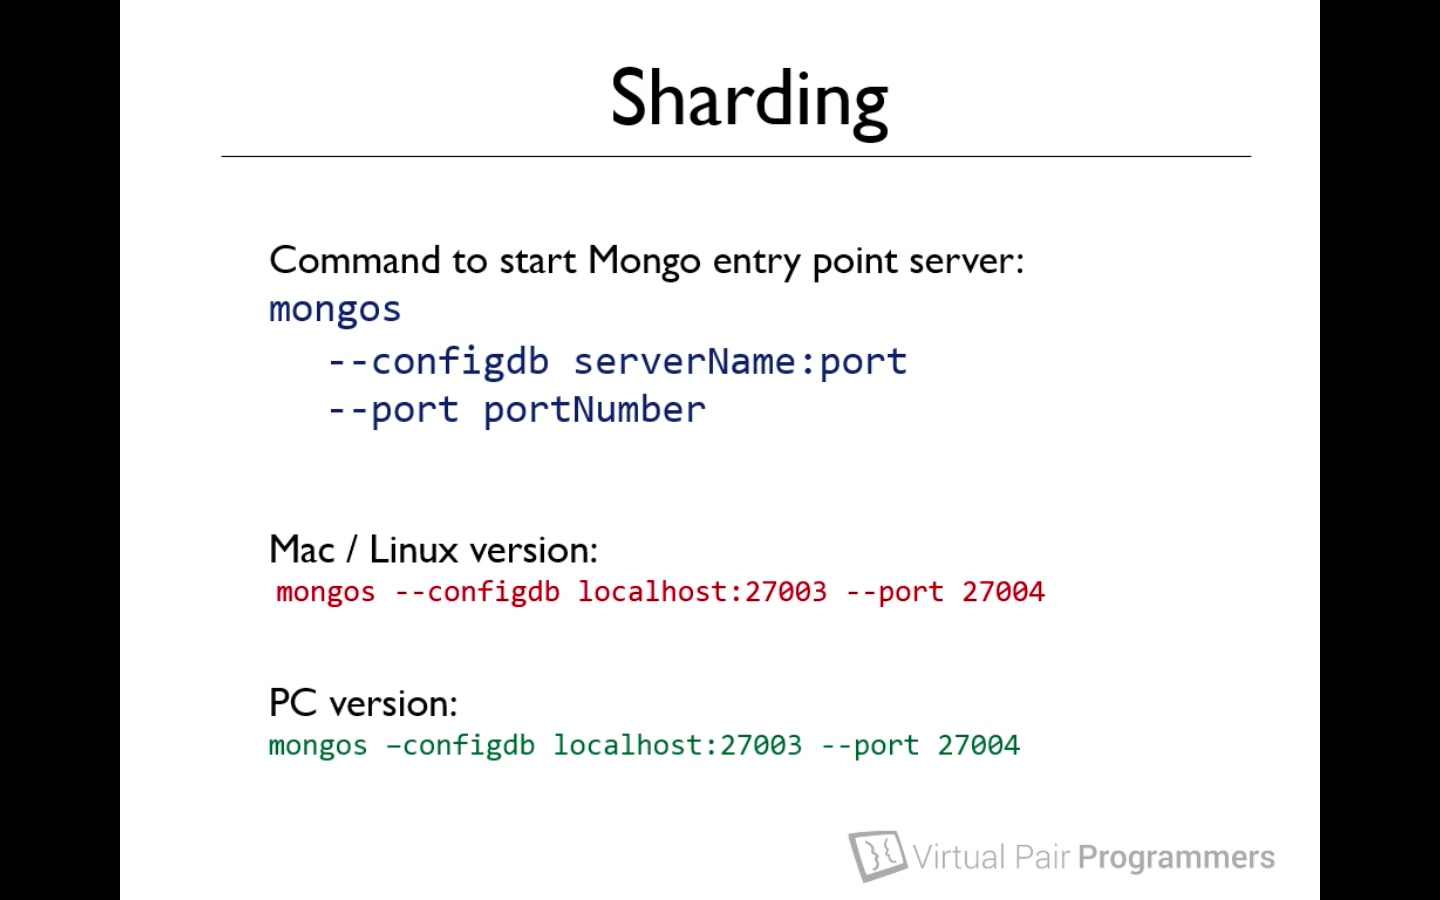 Sharding
Command to start Mongo entry point server:
mongos
--configdb serverName:port
--port portNumber
Mac / Linux version:
mongos --configdb localhost:27003 --port 27004
PC version:
mongos –configdb localhost:27003 --port 27004
Virtual Pair Programmers